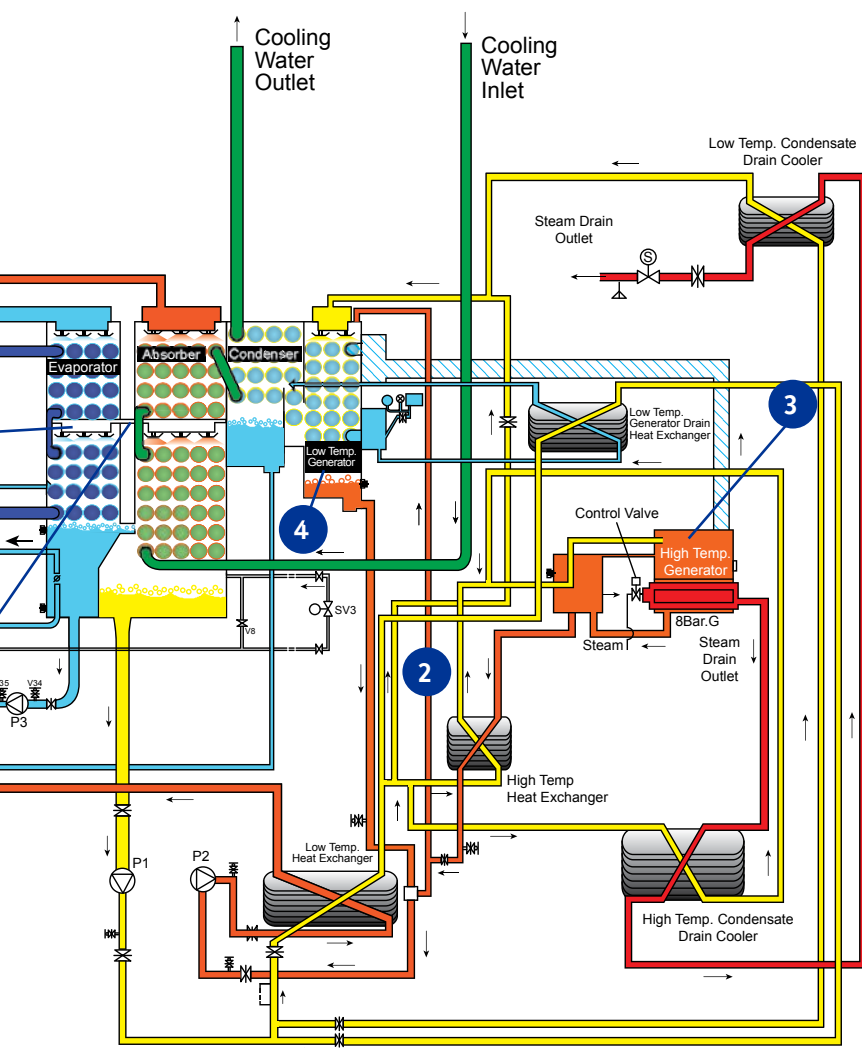 Cooling
Water
Outlet
Cooling
Water
Inlet
Low Temp. Condensate
Drain Cooler
Steam Drain
Outlet
S
Evaporator
Absorber
Condenser
Low Temp.
Generator
Low Temp.
Generator Drain
Heat Exchanger
3
4
Control Valve
High Temp.
Generator
8Bar.G
Steam
Steam
Drain
Outlet
SV3
V8
2
35
V34
P3
High Temp
Heat Exchanger
P1
P2
Low Temp.
Heat Exchanger
High Temp. Condensate
Drain Cooler